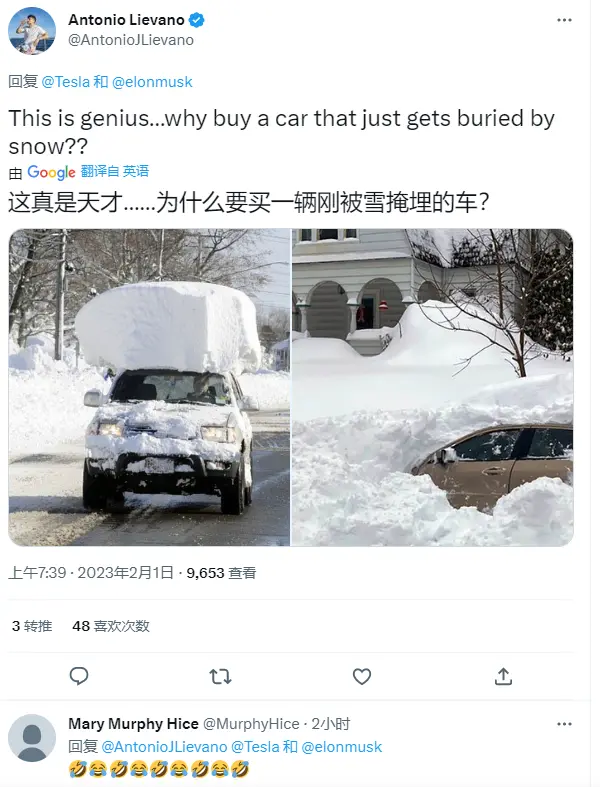 Antonio Lievano
@AntonioJLievano
回复 @Tesla 和 @elonmusk
This is genius...why buy a car that just gets buried by
snow??
由 Google 翻译自 英语
这真是天才......为什么要买一辆刚被雪掩埋的车？
上午7:39 · 2023年2月1日 · 9,653 查看
3 转推 48 喜欢次数
Mary Murphy Hice @MurphyHice · 2小时
回复 @AntonioJLievano @Tesla 和 @elonmusk
🤣😂🤣😂🤣😂🤣😂🤣